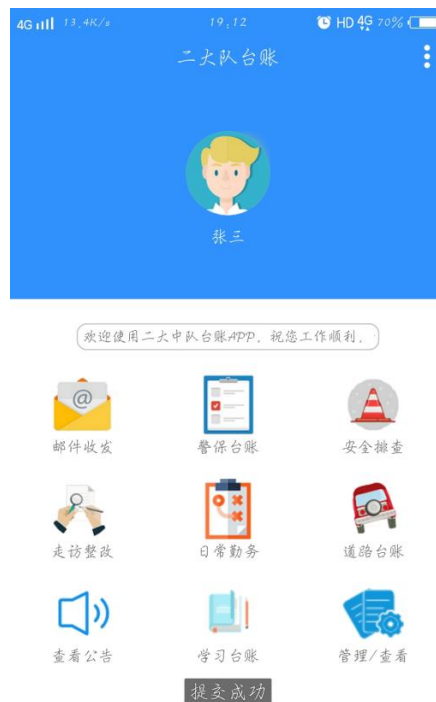 4G 13.4K/s 19:12 HD 4G 70%
二大队台账
张三
欢迎使用二大中队台账APP，祝您工作顺利，
邮件收发 警保台账 安全排查
走访整改 日常勤务 道路台账
查看公告 学习台账 管理/查看
提交成功